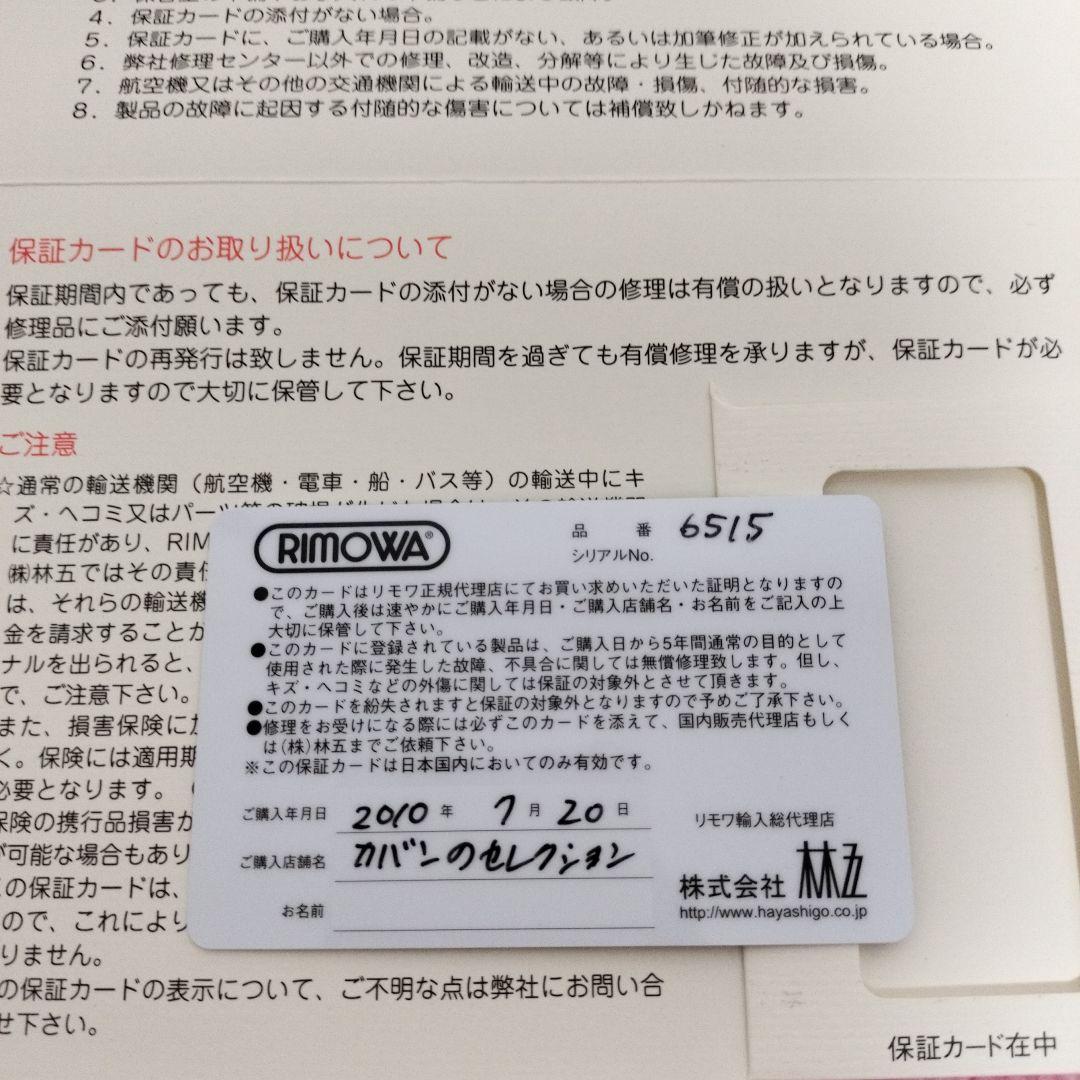 4．保証カードの添付がない場合。
5．保証カードに、ご購入年月日の記載がない、あるいは加筆修正が加えられている場合。
6．弊社修理センター以外での修理、改造、分解等により生じた故障及び損傷。
7．航空機又はその他の交通機関による輸送中の故障・損傷、付随的な損害。
8．製品の故障に起因する付随的な傷害については補償致しかねます。
保証カードのお取り扱いについて
保証期間内であっても、保証カードの添付がない場合の修理は有償の扱いとなりますので、必ず
修理品にご添付願います。
保証カードの再発行は致しません。保証期間を過ぎても有償修理を承りますが、保証カードが必
要となりますので大切に保管して下さい。
ご注意
☆通常の輸送機関（航空機・電車・船・バス等）の輸送中にキ
ズ・ヘコミ又はパーツ等の破損が生じた場合は、その輸送機関
に責任があり、RIM
㈱林五ではその責任
は、それらの輸送機
金を請求することが
ナルを出られると、
で、ご注意下さい。
また、損害保険に加
く。保険には適用期
必要となります。（
保険の携行品損害が
が可能な場合もあり
この保証カードは、
ので、これにより
りません。
の保証カードの表示について、ご不明な点は弊社にお問い合
せ下さい。
RIMOWA®
品番 6515
シリアルNo.
●このカードはリモワ正規代理店にてお買い求めいただいた証明となりますの
で、ご購入後は速やかにご購入年月日・ご購入店舗名・お名前をご記入の上
大切に保管して下さい。
●このカードに登録されている製品は、ご購入日から5年間通常の目的として
使用された際に発生した故障、不具合に関しては無償修理致します。但し、
キズ・ヘコミなどの外傷に関しては保証の対象外とさせて頂きます。
●このカードを紛失されますと保証の対象外となりますので予めご了承下さい。
●修理をお受けになる際には必ずこのカードを添えて、国内販売代理店もしく
は(株)林五までご依頼下さい。
※この保証カードは日本国内においてのみ有効です。
ご購入年月日 2010年 7月 20日
ご購入店舗名 カバンのセレクション
お名前
リモワ輸入総代理店
株式会社 林五
http://www.hayashigo.co.jp
保証カード在中